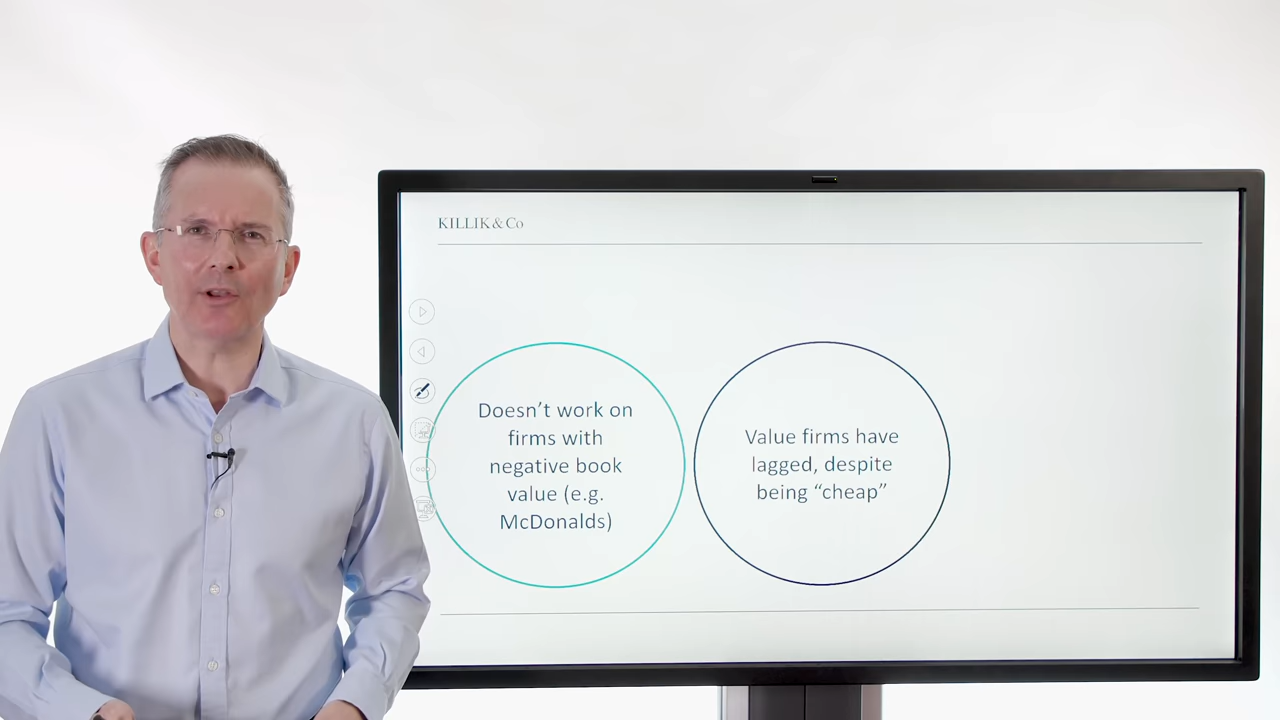 KILLIK & Co
Doesn’t work on
firms with
negative book
value (e.g.
McDonalds)
Value firms have
lagged, despite
being “cheap”